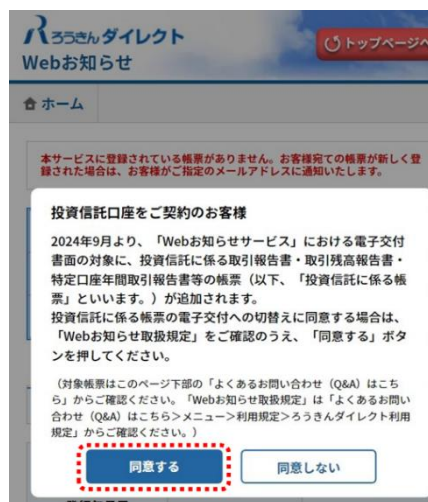 ろうきんダイレクト
Webお知らせ
トップページへ
ホーム
本サービスに登録されている帳票がありません。お客様宛ての帳票が新しく登
録された場合は、お客様がご指定のメールアドレスに通知いたします。
投資信託口座をご契約のお客様
2024年9月より、「Webお知らせサービス」における電子交付
書面の対象に、投資信託に係る取引報告書・取引残高報告書・
特定口座年間取引報告書等の帳票（以下、「投資信託に係る帳
票」といいます。）が追加されます。
投資信託に係る帳票の電子交付への切替えに同意する場合は、
「Webお知らせ取扱規定」をご確認のうえ、「同意する」ボタ
ンを押してください。
（対象帳票はこのページ下部の「よくあるお問い合わせ（Q&A）はこち
ら」からご確認ください。「Webお知らせ取扱規定」は「よくあるお問い
合わせ（Q&A）はこちら＞メニュー＞利用規定＞ろうきんダイレクト利用
規定」からご確認ください。）
同意する
同意しない